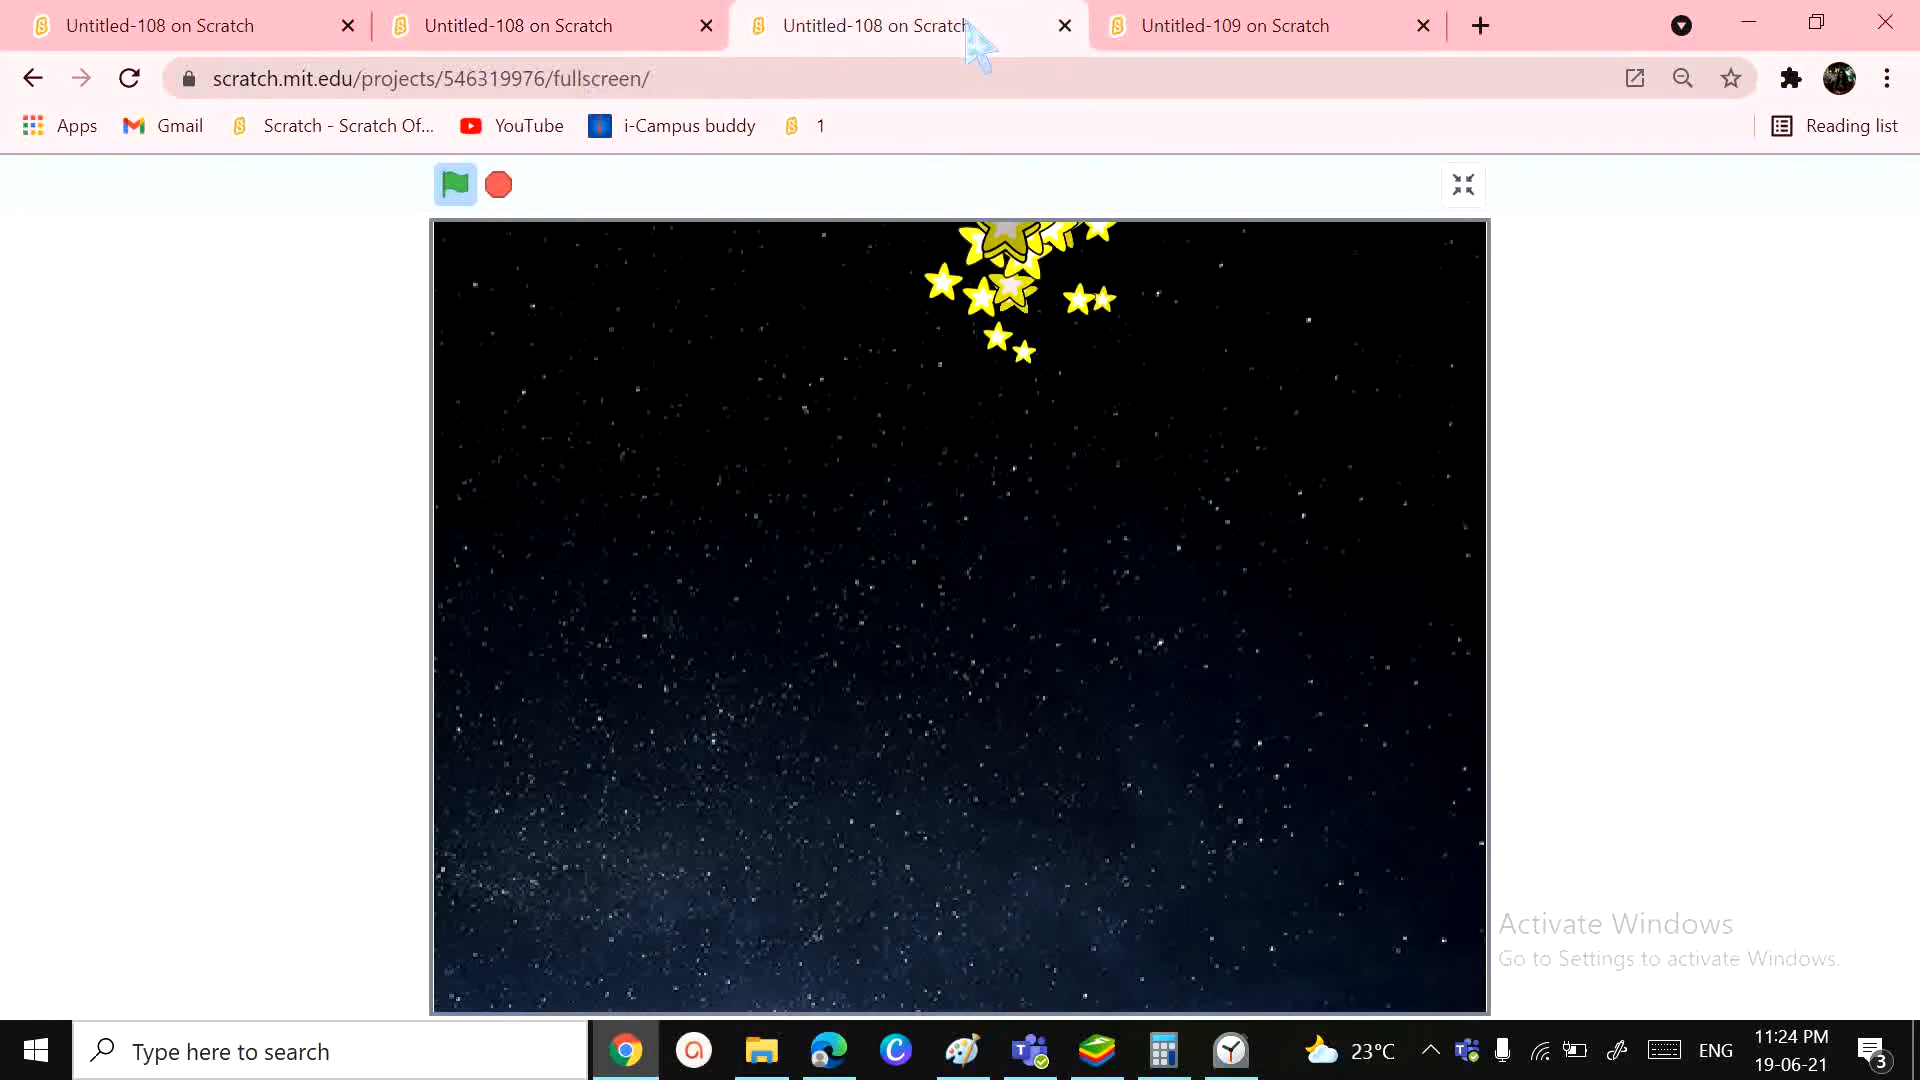 Untitled-108 on Scratch
Untitled-108 on Scratch
Untitled-108 on Scratch
Untitled-109 on Scratch
scratch.mit.edu/projects/546319976/fullscreen/
Apps
Gmail
Scratch - Scratch Of...
YouTube
i-Campus buddy
1
Reading list
Activate Windows
Go to Settings to activate Windows.
Type here to search
23°C
ENG
11:24 PM
19-06-21
3